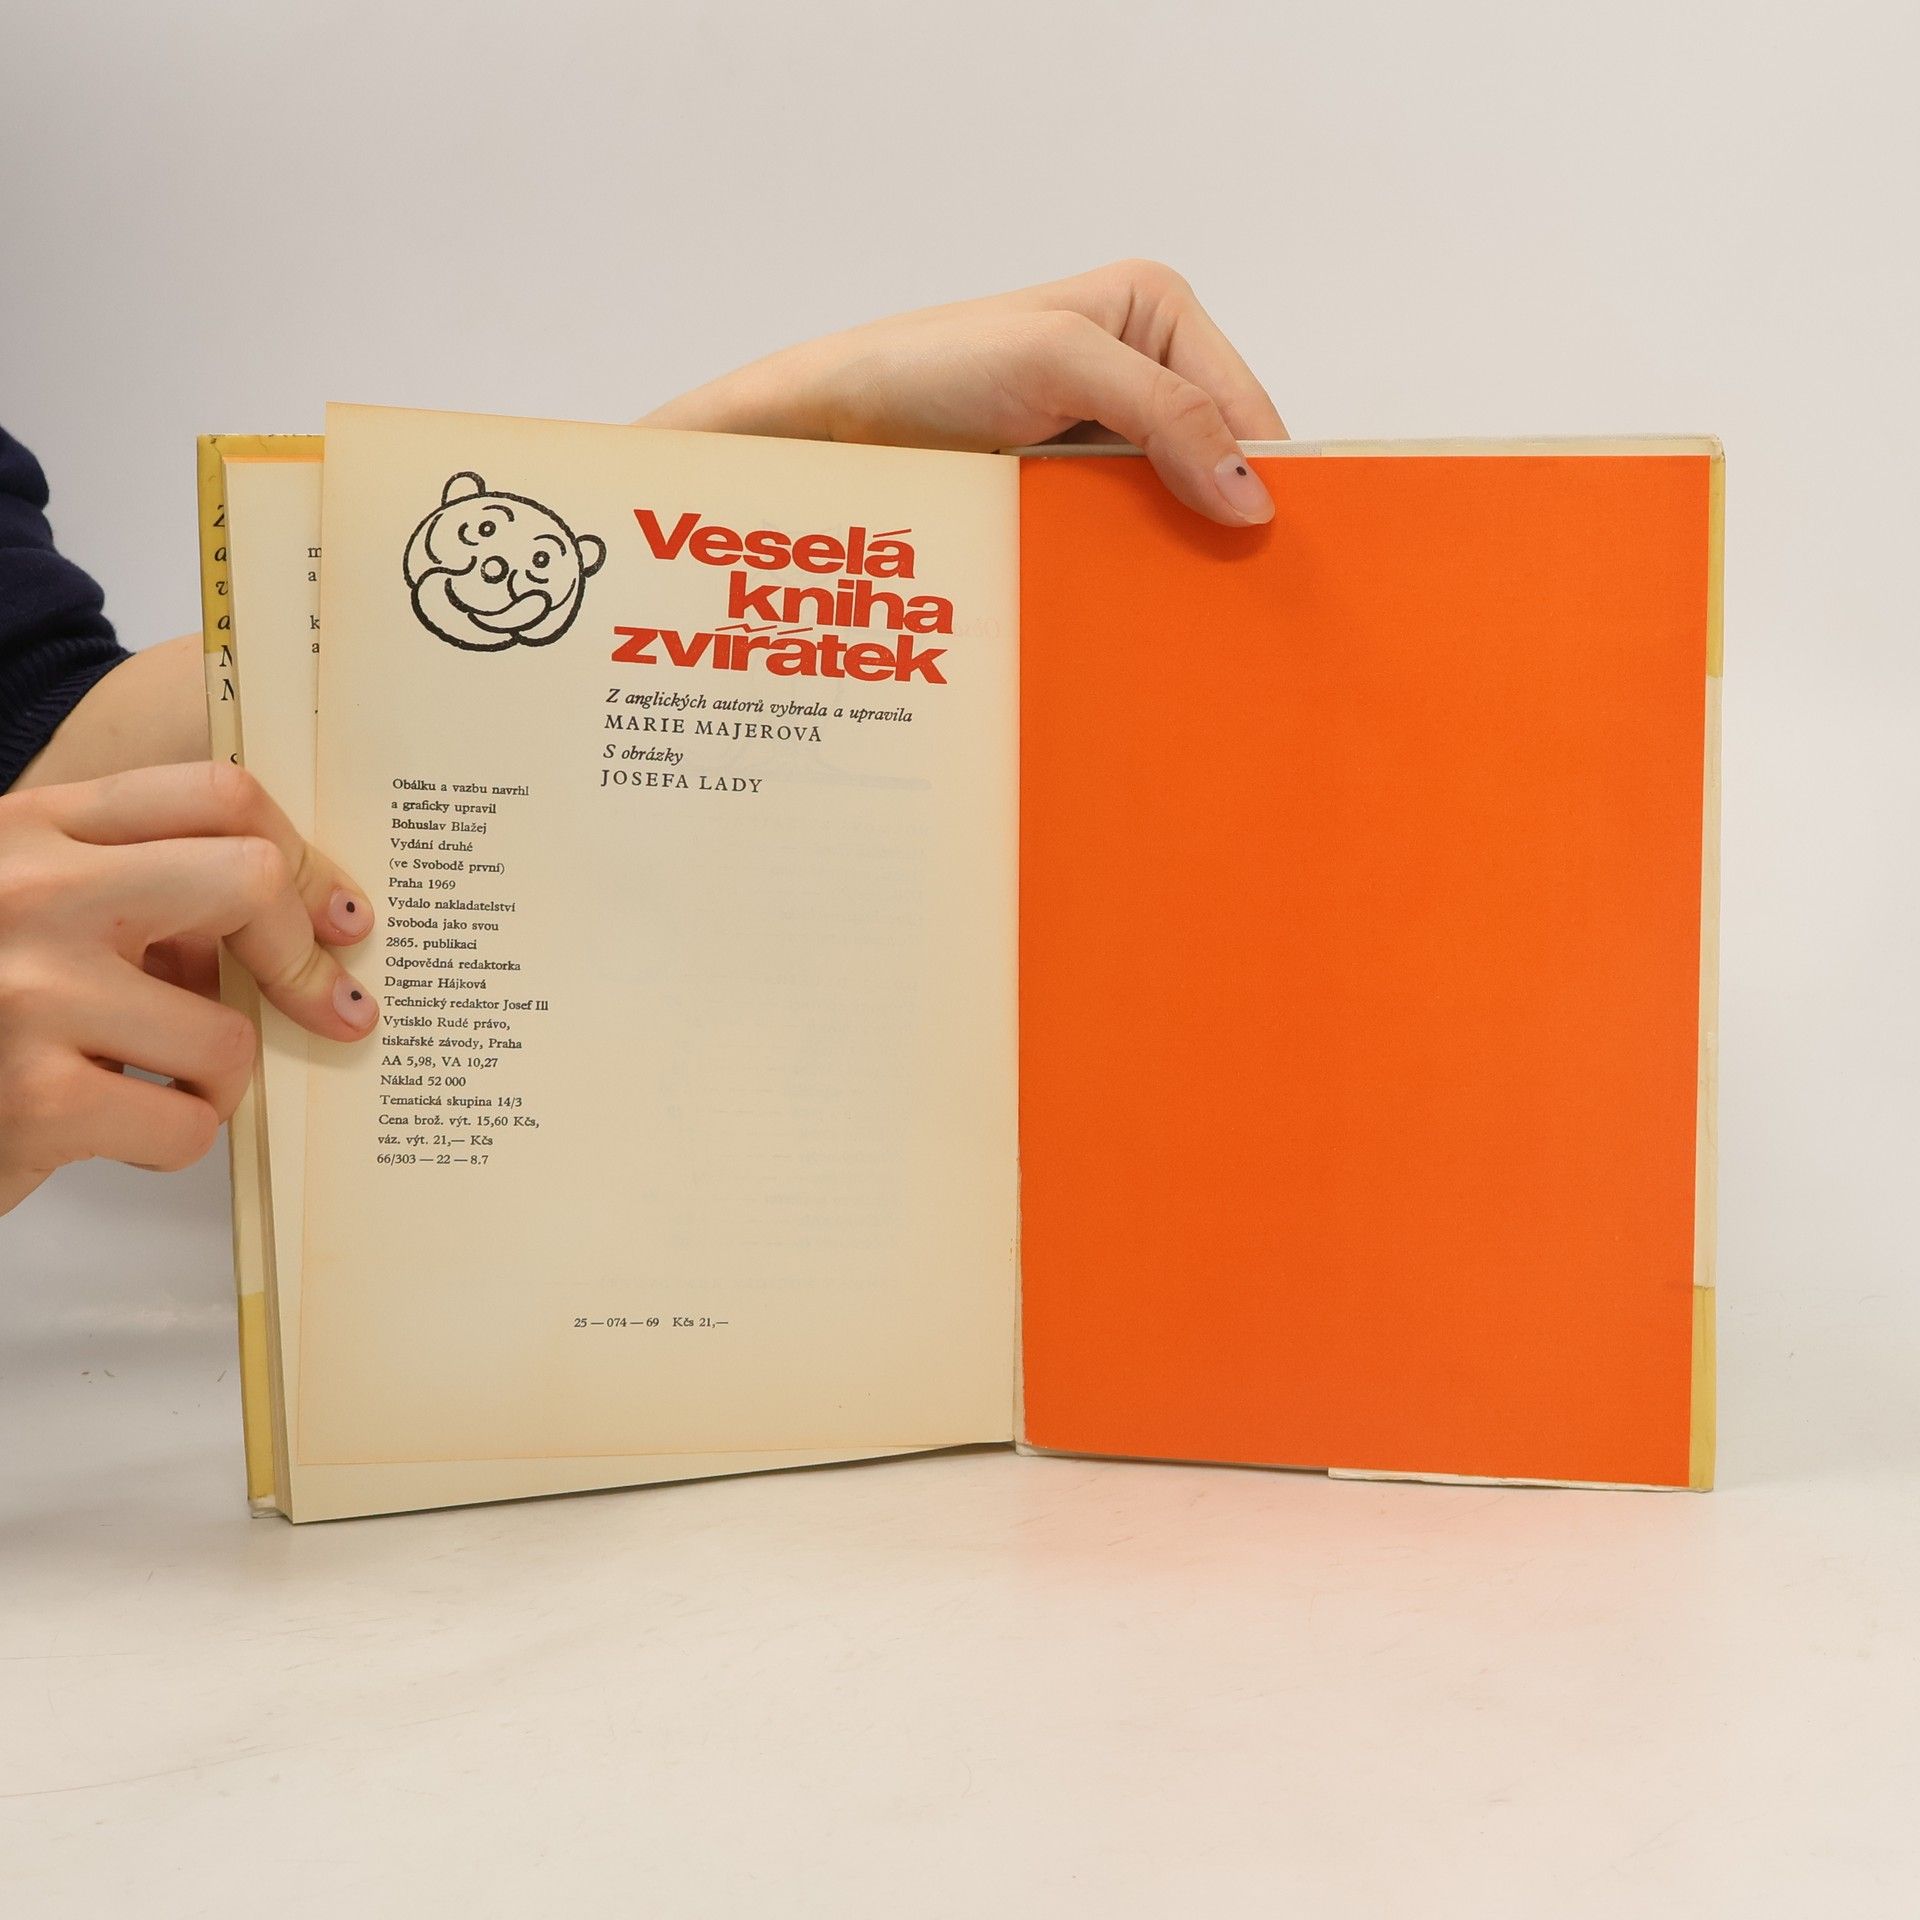 Veselá
kniha
zvířátek
Z anglických autorů vybrala a upravila
MARIE MAJEROVÁ
S obrázky
JOSEFA LADY
Obálku a vazbu navrhl
a graficky upravil
Bohuslav Blažej
Vydání druhé
(ve Svobodě první)
Praha 1969
Vydalo nakladatelství
Svoboda jako svou
2865. publikaci
Odpovědná redaktorka
Dagmar Hájková
Technický redaktor Josef Ill
Vytisklo Rudé právo,
tiskařské závody, Praha
AA 5,98, VA 10,27
Náklad 52 000
Tematická skupina 14/3
Cena brož. výt. 15,60 Kčs,
váz. výt. 21,— Kčs
66/303 — 22 — 8.7
25 — 074 — 69 Kčs 21,—